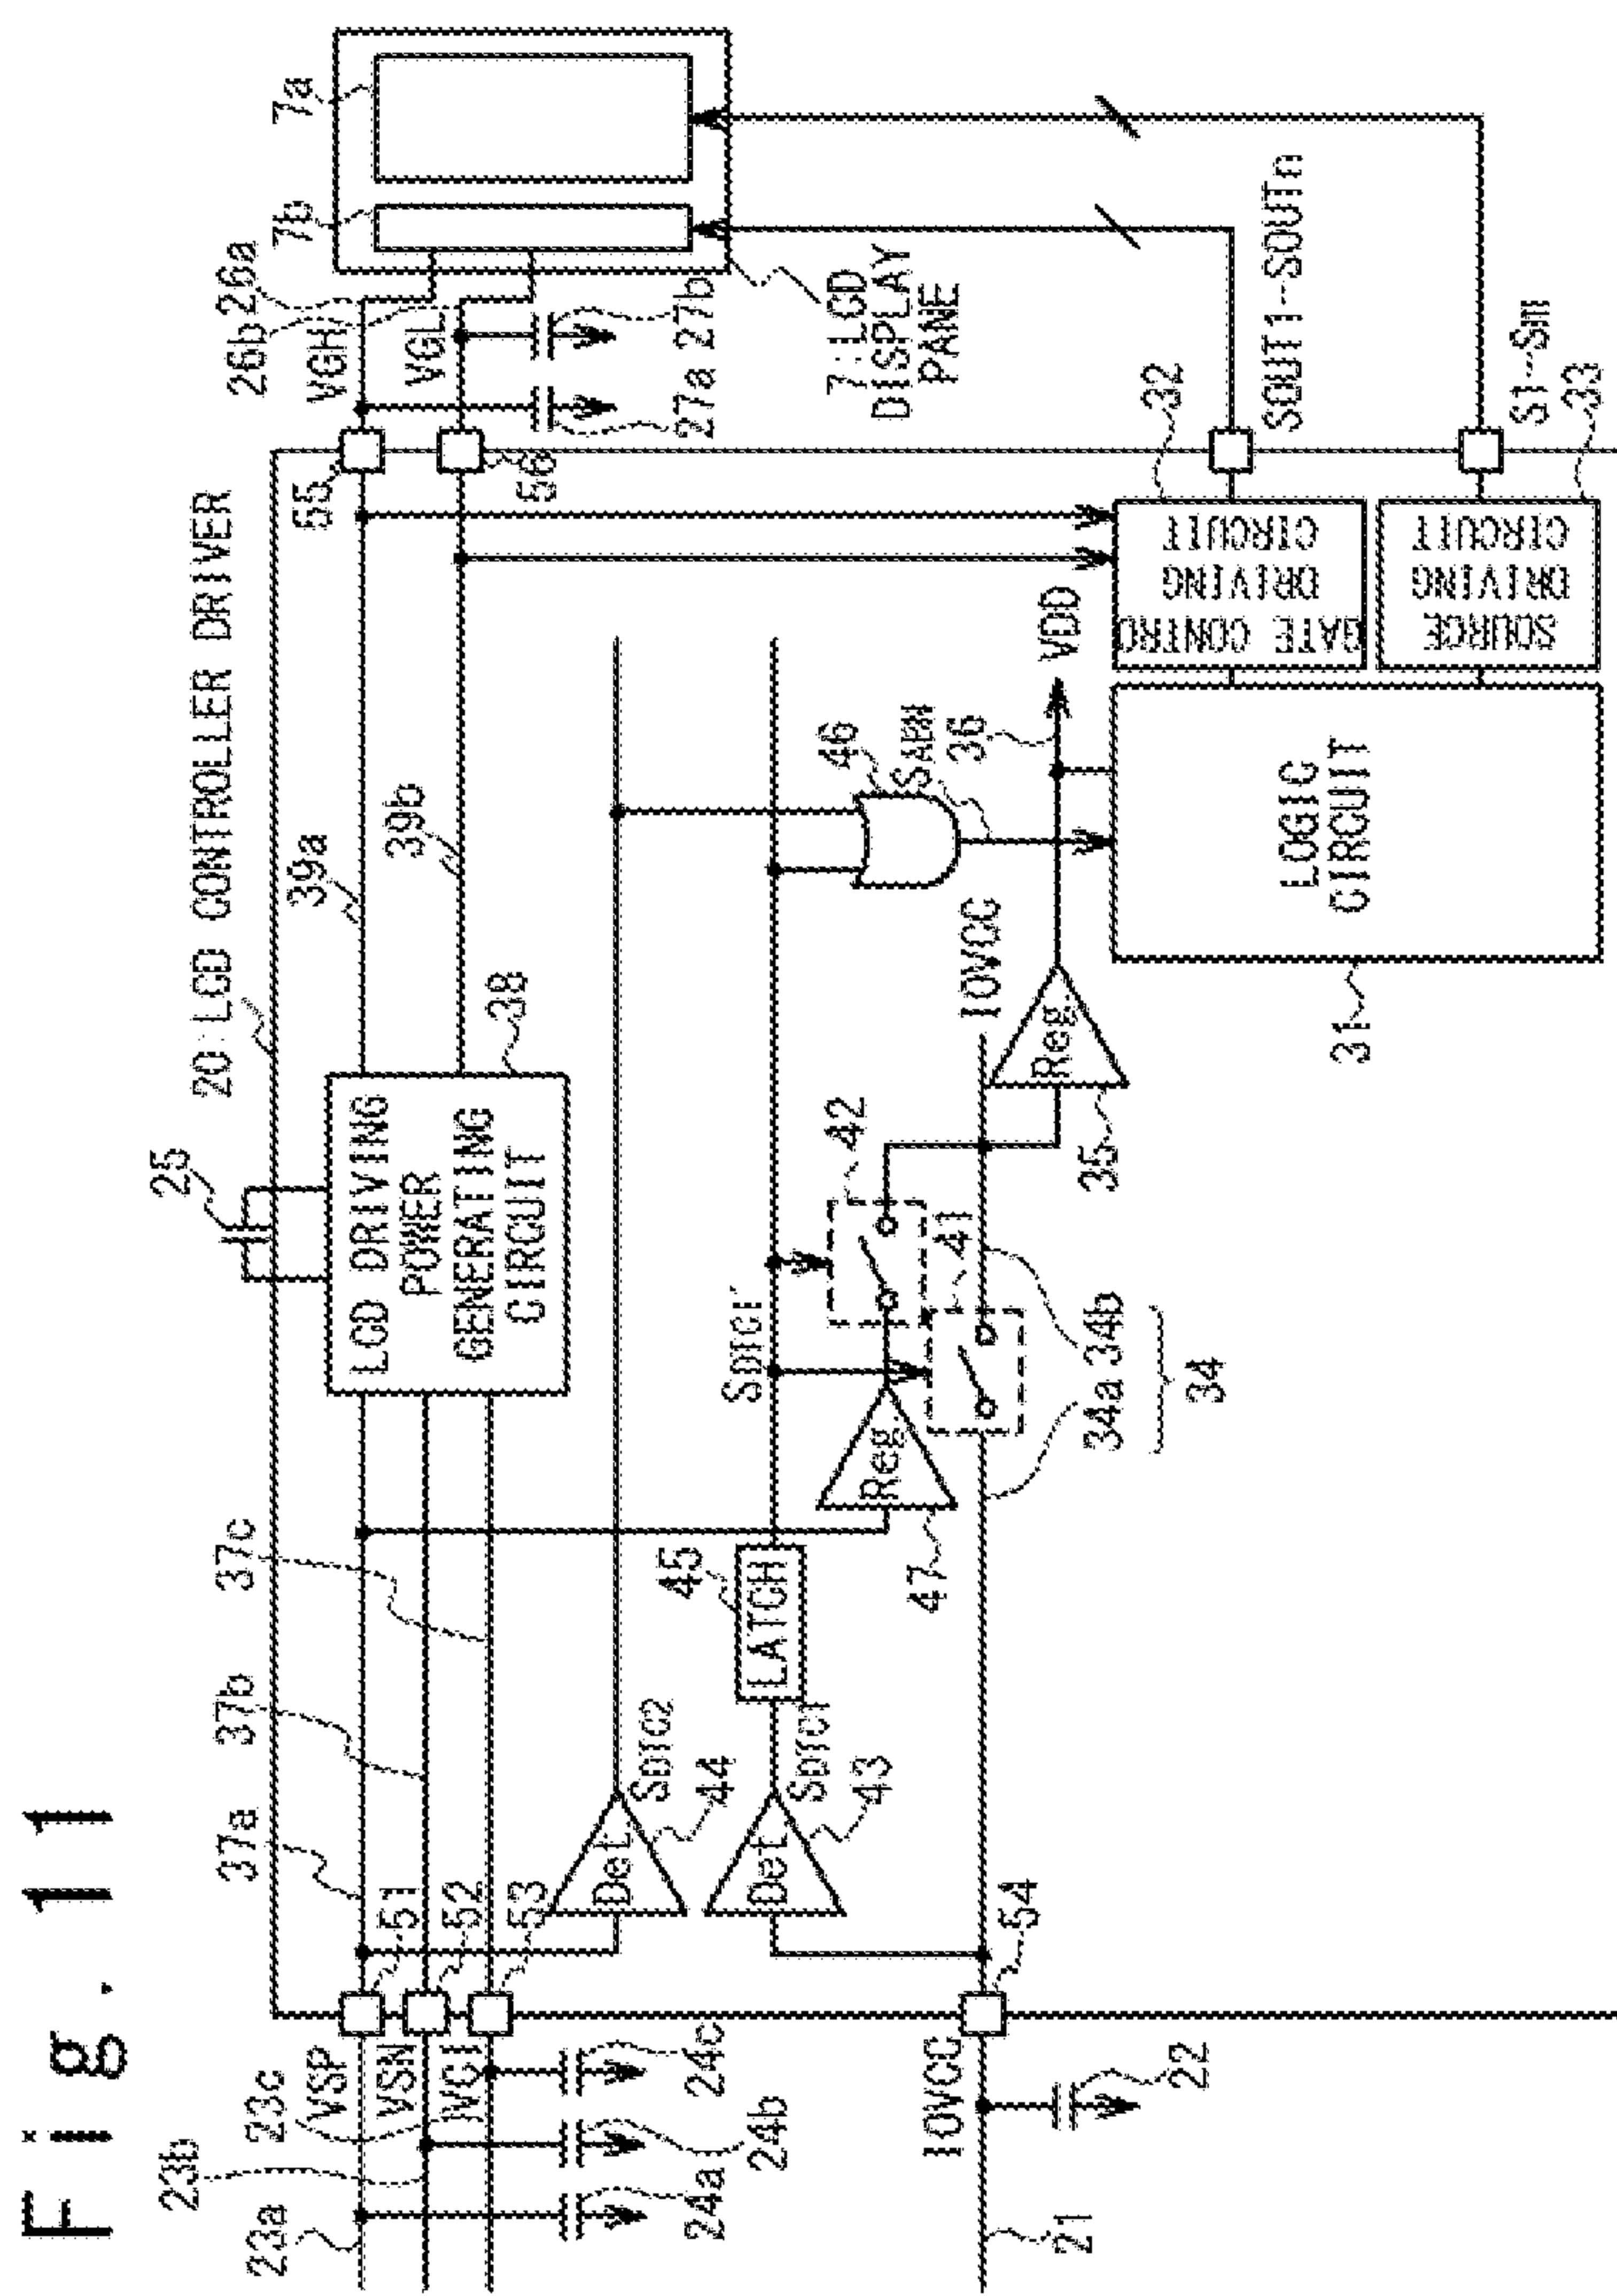 Fig. 11
20:LCD CONTROLLER DRIVER
25
23a
23b
23c
VSP
VSN
VCI
37a
37b
37c
51
52
53
24a
24b
24c
LCD DRIVING
POWER
GENERATING
CIRCUIT
38
39a
39b
55
56
VGH
VGL
26b
26a
27a
27b
7b
7a
7:LCD
DISPLAY
PANE
Det
44
SDTC2
Det
43
SDTC1
LATCH
45
SDTC1'
Reg.
47
42
41
46
SABN
36
IOVCC
21
22
54
34a
34b
34
IOVCC
Reg.
35
VDD
LOGIC
CIRCUIT
31
GATE CONTRO
DRIVING
CIRCUIT
32
SOUT1-SOUTn
SOURCE
DRIVING
CIRCUIT
33
S1-Sm